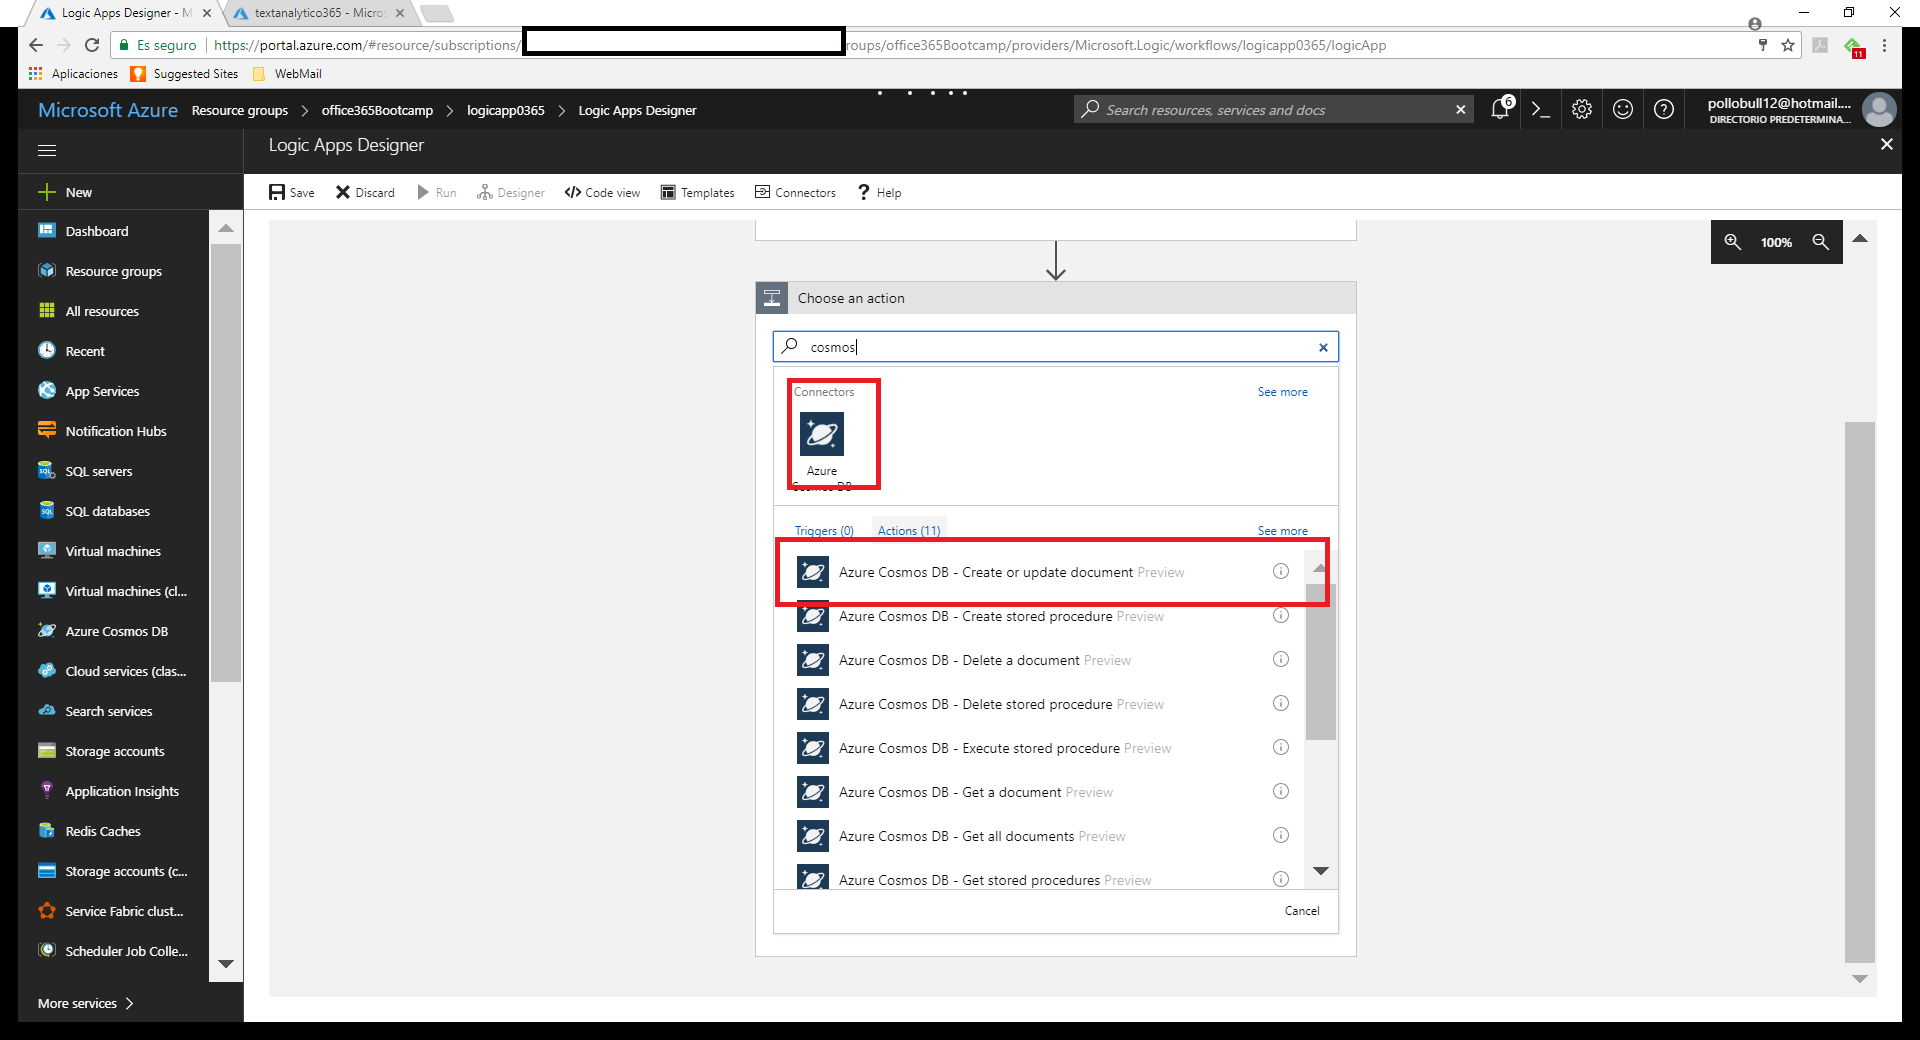 Logic Apps Designer - M
textanalytico365 - Micros
Es seguro
https://portal.azure.com/#resource/subscriptions/
roups/office365Bootcamp/providers/Microsoft.Logic/workflows/logicapp0365/logicApp
11
Aplicaciones
Suggested Sites
WebMail
Microsoft Azure
Resource groups
office365Bootcamp
logicapp0365
Logic Apps Designer
Search resources, services and docs
6
pollobull12@hotmail....
DIRECTORIO PREDETERMINA...
Logic Apps Designer
New
Save
Discard
Run
Designer
Code view
Templates
Connectors
Help
Dashboard
Resource groups
All resources
Recent
App Services
Notification Hubs
SQL servers
SQL databases
Virtual machines
Virtual machines (cl...
Azure Cosmos DB
Cloud services (clas...
Search services
Storage accounts
Application Insights
Redis Caches
Storage accounts (c...
Service Fabric clust...
Scheduler Job Colle...
More services
100%
Choose an action
cosmos
Connectors
See more
Azure
Cosmos DB
Triggers (0)
Actions (11)
See more
Azure Cosmos DB - Create or update document Preview
Azure Cosmos DB - Create stored procedure Preview
Azure Cosmos DB - Delete a document Preview
Azure Cosmos DB - Delete stored procedure Preview
Azure Cosmos DB - Execute stored procedure Preview
Azure Cosmos DB - Get a document Preview
Azure Cosmos DB - Get all documents Preview
Azure Cosmos DB - Get stored procedures Preview
Cancel